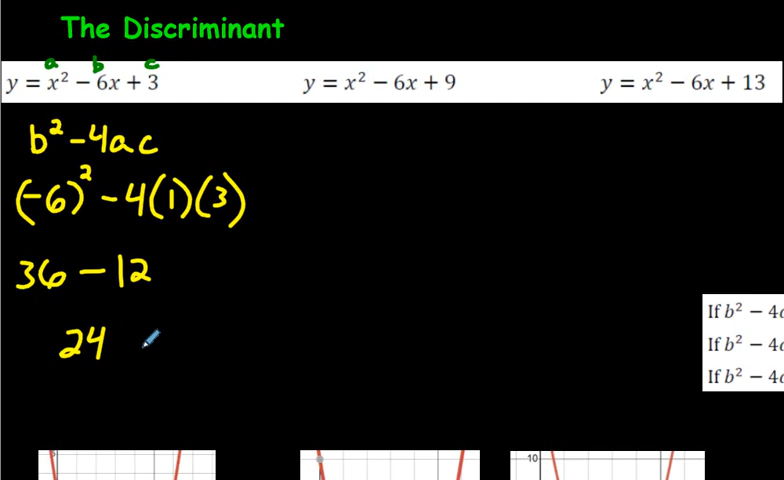 The Discriminant
a b c
y = x² − 6x + 3
y = x² − 6x + 9
y = x² − 6x + 13
b² - 4ac
(-6)² - 4(1)(3)
36 - 12
24
If b² − 4
If b² − 4
If b² − 4
10